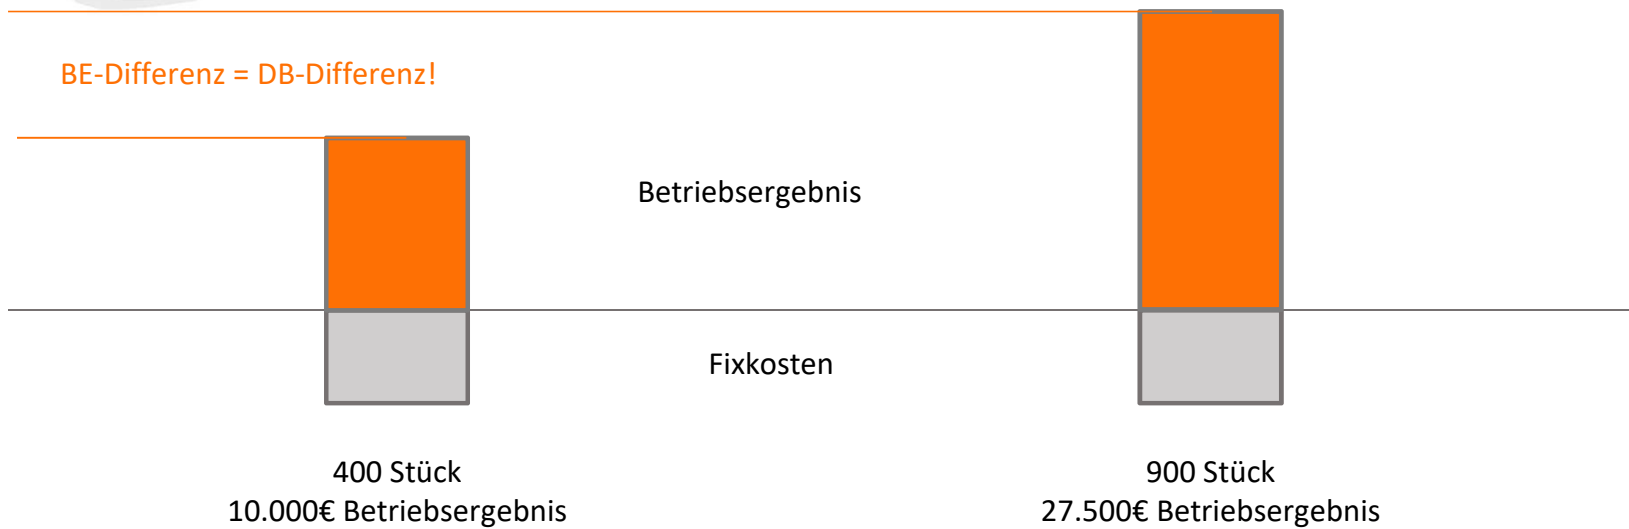 BE-Differenz = DB-Differenz!
Betriebsergebnis
Fixkosten
400 Stück
10.000€ Betriebsergebnis
900 Stück
27.500€ Betriebsergebnis